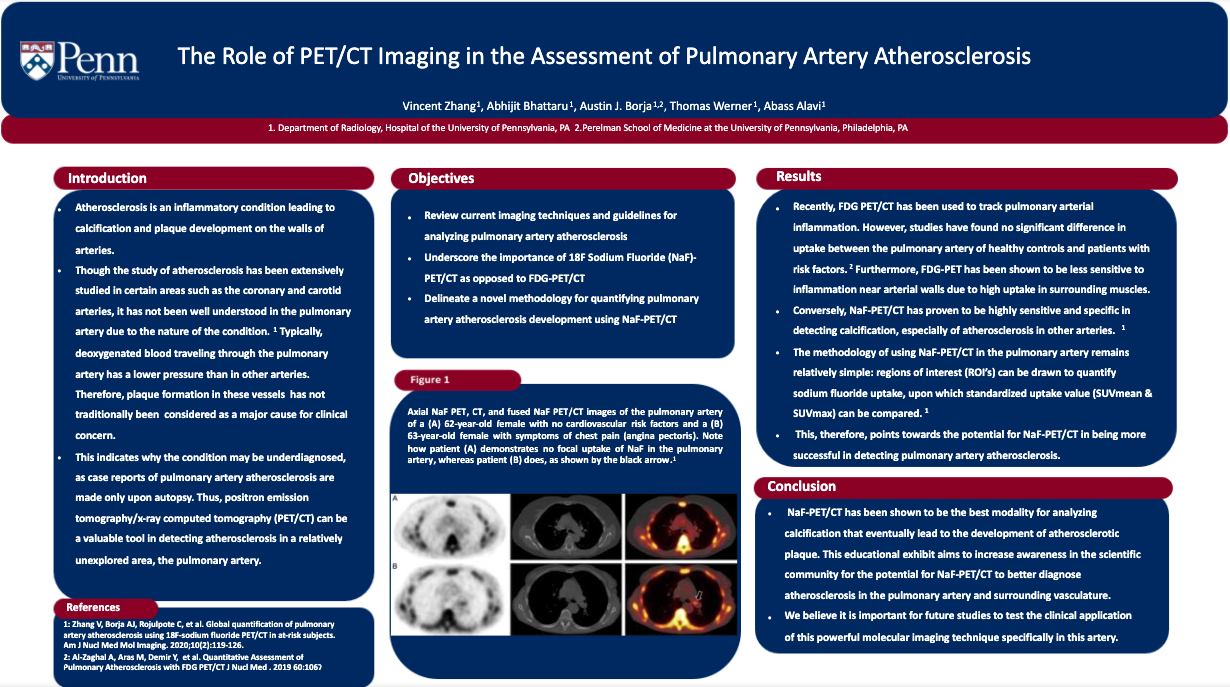 Penn
UNIVERSITY of PENNSYLVANIA
The Role of PET/CT Imaging in the Assessment of Pulmonary Artery Atherosclerosis
Vincent Zhang¹, Abhijit Bhattaru¹, Austin J. Borja¹,², Thomas Werner¹, Abass Alavi¹
1. Department of Radiology, Hospital of the University of Pennsylvania, PA 2.Perelman School of Medicine at the University of Pennsylvania, Philadelphia, PA
Introduction
• Atherosclerosis is an inflammatory condition leading to
calcification and plaque development on the walls of
arteries.
• Though the study of atherosclerosis has been extensively
studied in certain areas such as the coronary and carotid
arteries, it has not been well understood in the pulmonary
artery due to the nature of the condition. ¹ Typically,
deoxygenated blood traveling through the pulmonary
artery has a lower pressure than in other arteries.
Therefore, plaque formation in these vessels has not
traditionally been considered as a major cause for clinical
concern.
• This indicates why the condition may be underdiagnosed,
as case reports of pulmonary artery atherosclerosis are
made only upon autopsy. Thus, positron emission
tomography/x-ray computed tomography (PET/CT) can be
a valuable tool in detecting atherosclerosis in a relatively
unexplored area, the pulmonary artery.
References
1: Zhang V, Borja AJ, Rojulpote C, et al. Global quantification of pulmonary
artery atherosclerosis using 18F-sodium fluoride PET/CT in at-risk subjects.
Am J Nucl Med Mol Imaging. 2020;10(2):119-126.
2: Al-Zaghal A, Aras M, Demir Y, et al. Quantitative Assessment of
Pulmonary Atherosclerosis with FDG PET/CT J Nucl Med . 2019 60:1067
Objectives
• Review current imaging techniques and guidelines for
analyzing pulmonary artery atherosclerosis
• Underscore the importance of 18F Sodium Fluoride (NaF)-
PET/CT as opposed to FDG-PET/CT
• Delineate a novel methodology for quantifying pulmonary
artery atherosclerosis development using NaF-PET/CT
Figure 1
Axial NaF PET, CT, and fused NaF PET/CT images of the pulmonary artery
of a (A) 62-year-old female with no cardiovascular risk factors and a (B)
63-year-old female with symptoms of chest pain (angina pectoris). Note
how patient (A) demonstrates no focal uptake of NaF in the pulmonary
artery, whereas patient (B) does, as shown by the black arrow.¹
A
B
Results
• Recently, FDG PET/CT has been used to track pulmonary arterial
inflammation. However, studies have found no significant difference in
uptake between the pulmonary artery of healthy controls and patients with
risk factors. ² Furthermore, FDG-PET has been shown to be less sensitive to
inflammation near arterial walls due to high uptake in surrounding muscles.
• Conversely, NaF-PET/CT has proven to be highly sensitive and specific in
detecting calcification, especially of atherosclerosis in other arteries. ¹
• The methodology of using NaF-PET/CT in the pulmonary artery remains
relatively simple: regions of interest (ROI's) can be drawn to quantify
sodium fluoride uptake, upon which standardized uptake value (SUVmean &
SUVmax) can be compared. ¹
• This, therefore, points towards the potential for NaF-PET/CT in being more
successful in detecting pulmonary artery atherosclerosis.
Conclusion
• NaF-PET/CT has been shown to be the best modality for analyzing
calcification that eventually lead to the development of atherosclerotic
plaque. This educational exhibit aims to increase awareness in the scientific
community for the potential for NaF-PET/CT to better diagnose
atherosclerosis in the pulmonary artery and surrounding vasculature.
• We believe it is important for future studies to test the clinical application
of this powerful molecular imaging technique specifically in this artery.